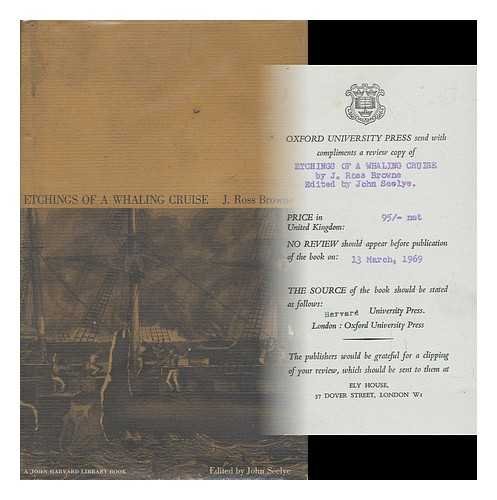 ETCHINGS OF A WHALING CRUISE J. Ross Browne
A JOHN HARVARD LIBRARY BOOK
Edited by John Seelye
OXFORD UNIVERSITY PRESS send with
compliments a review copy of
ETCHINGS OF A WHALING CRUISE
by J. Ross Browne
Edited by John Seelye.
PRICE in
United Kingdom:
95/- net
NO REVIEW should appear before publication
of the book on: 13 March, 1969
THE SOURCE of the book should be stated
as follows:
Harvard University Press.
London : Oxford University Press
The publishers would be grateful for a clipping
of your review, which should be sent to them at
ELY HOUSE,
37 DOVER STREET, LONDON W1